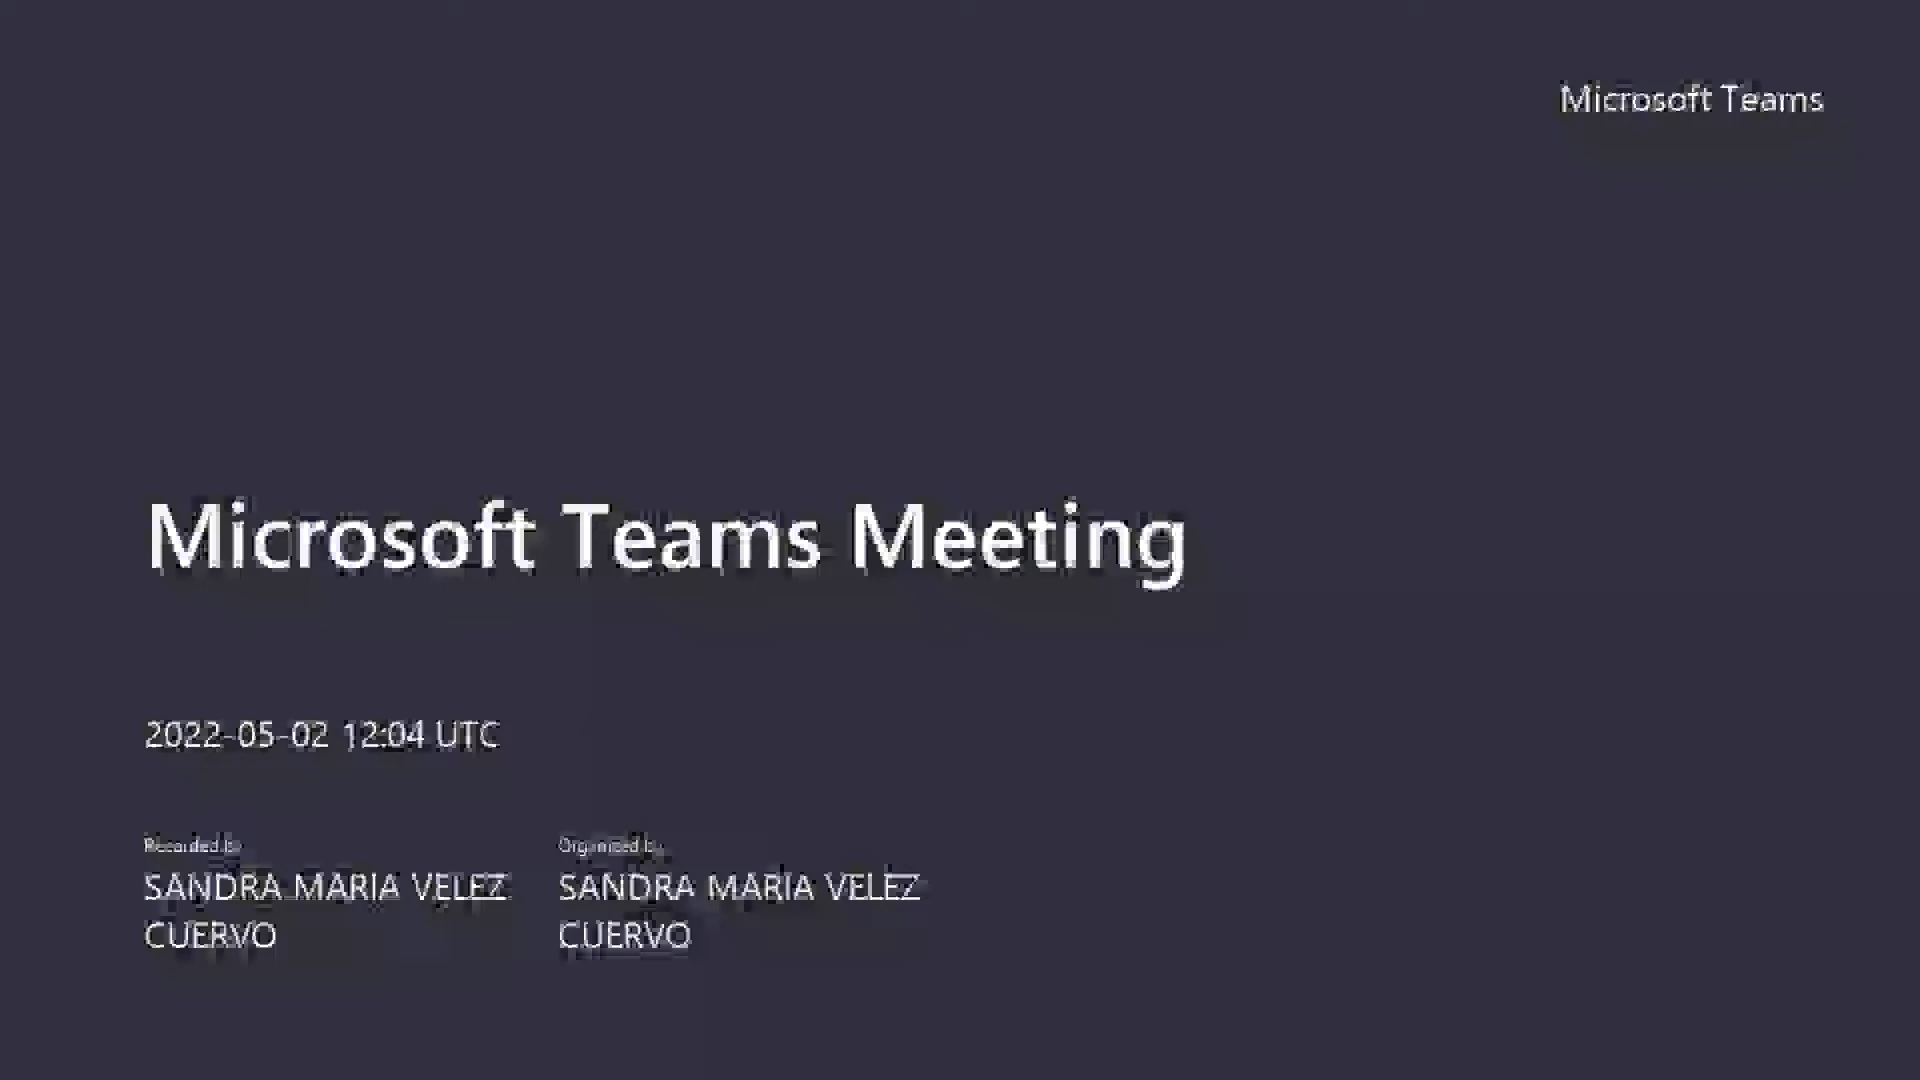 Microsoft Teams
Microsoft Teams Meeting
2022-05-02 12:04 UTC
Recorded by
Organized by
SANDRA MARIA VELEZ
CUERVO
SANDRA MARIA VELEZ
CUERVO